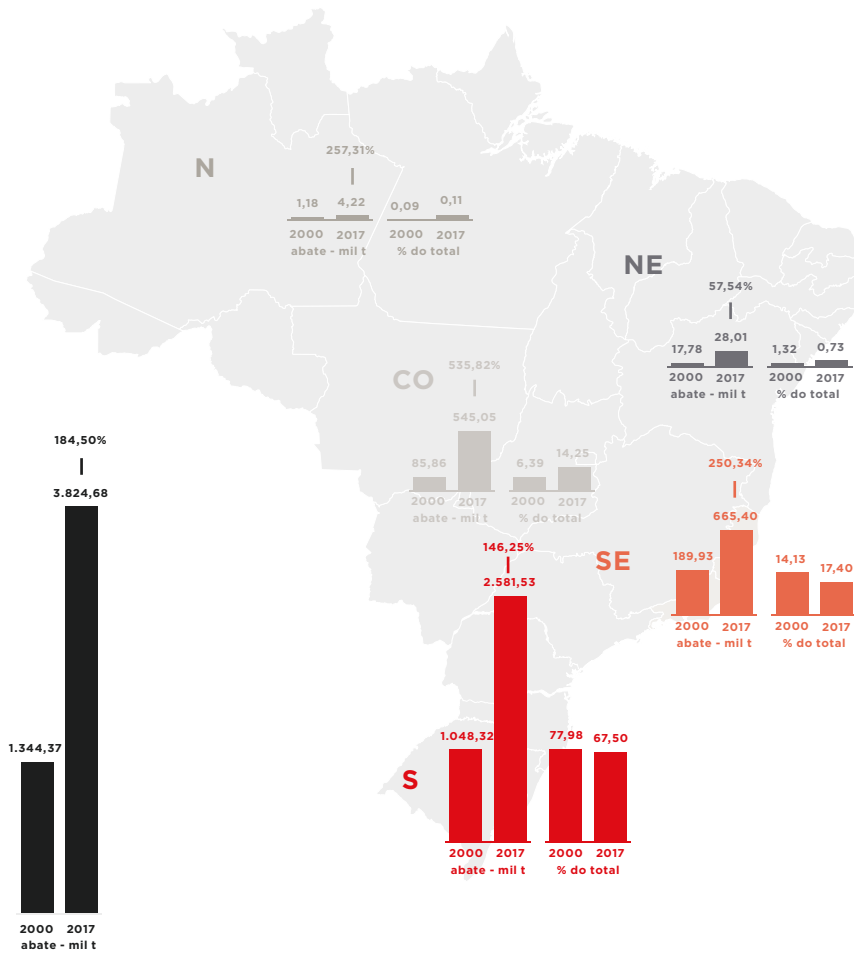 N
257,31%
1,18 4,22 0,09 0,11
2000 2017 2000 2017
abate - mil t % do total
NE
57,54%
17,78 28,01 1,32 0,73
2000 2017 2000 2017
abate - mil t % do total
CO
535,82%
545,05
85,86 6,39 14,25
2000 2017 2000 2017
abate - mil t % do total
184,50%
3.824,68
1.344,37
2000 2017
abate - mil t
SE
250,34%
665,40
189,93 14,13 17,40
2000 2017 2000 2017
abate - mil t % do total
S
146,25%
2.581,53
1.048,32 77,98 67,50
2000 2017 2000 2017
abate - mil t % do total